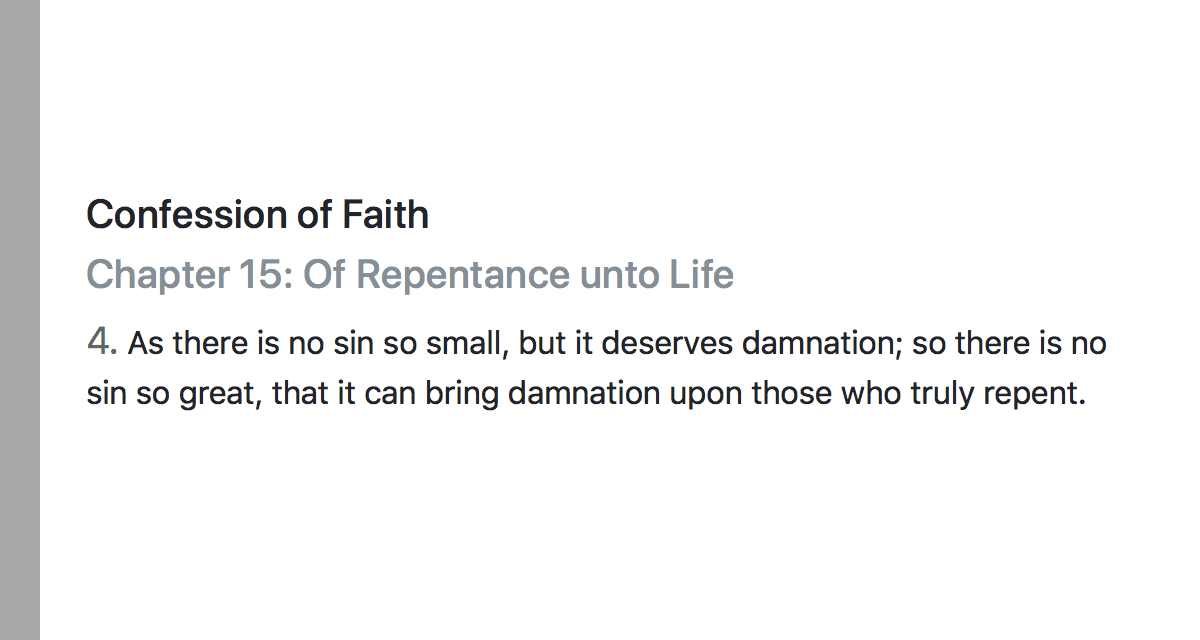 Confession of Faith
Chapter 15: Of Repentance unto Life
4. As there is no sin so small, but it deserves damnation; so there is no
sin so great, that it can bring damnation upon those who truly repent.